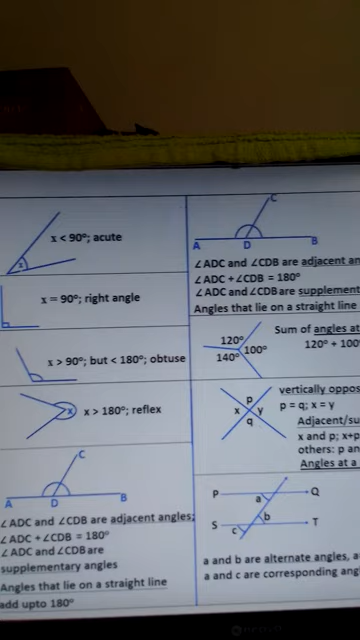 x
x < 90°; acute
x = 90°; right angle
x > 90°; but < 180°; obtuse
x
x > 180°; reflex
C
A D B
∠ADC and ∠CDB are adjacent angles;
∠ADC + ∠CDB = 180°
∠ADC and ∠CDB are
supplementary angles
Angles that lie on a straight line
add upto 180°
C
A D B
∠ADC and ∠CDB are adjacent an
∠ADC + ∠CDB = 180°
∠ADC and ∠CDB are supplement
Angles that lie on a straight line
120°
100°
140°
Sum of angles at
120° + 100°
p
x y
q
vertically oppos
p = q; x = y
Adjacent/su
x and p; x+p
others: p an
Angles at a
P Q
a
S T
b
c
a and b are alternate angles, a
a and c are corresponding ang